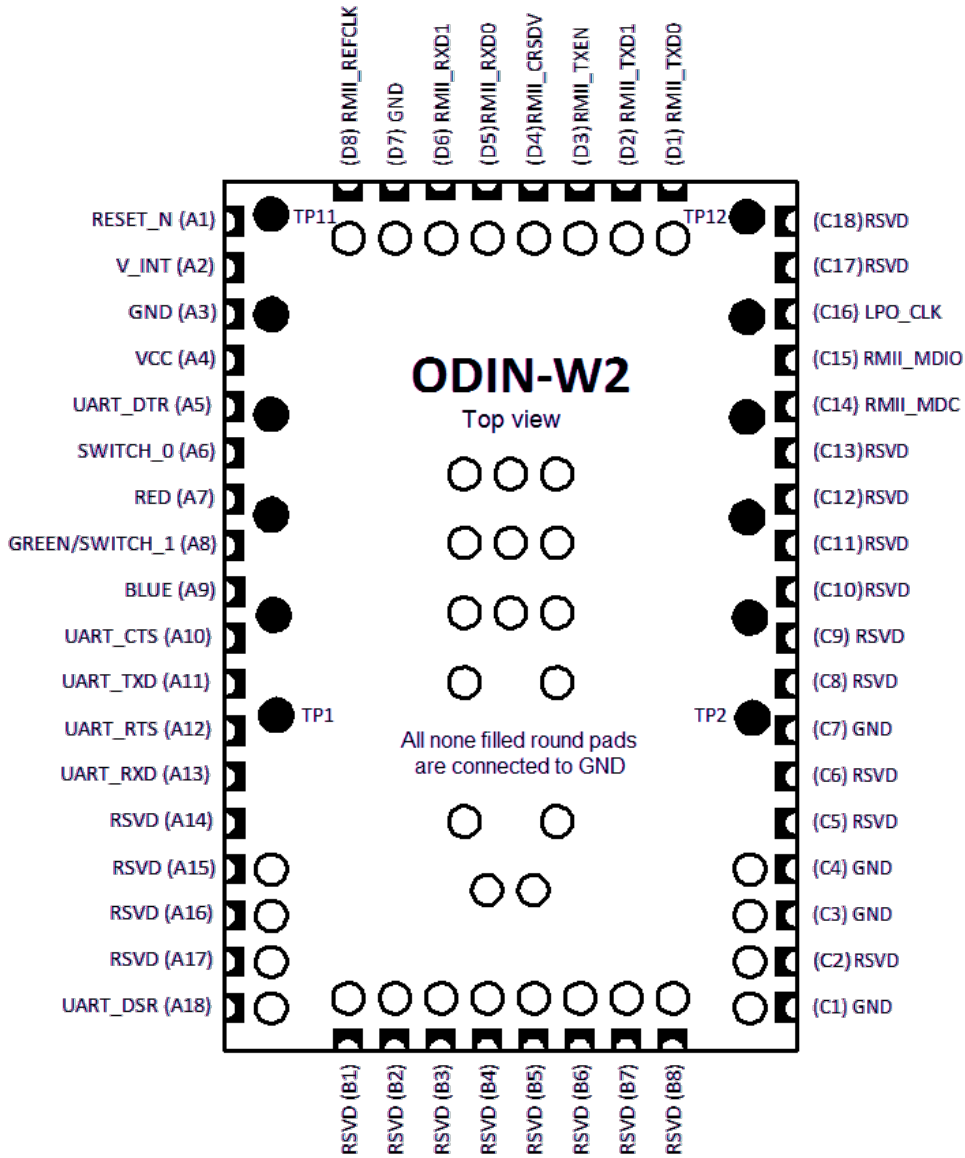 (D8) RMII_REFCLK
(D7) GND
(D6) RMII_RXD1
(D5)RMII_RXD0
(D4)RMII_CRSDV
(D3)RMII_TXEN
(D2) RMII_TXD1
(D1) RMII_TXD0
RESET_N (A1)
V_INT (A2)
GND (A3)
VCC (A4)
UART_DTR (A5)
SWITCH_0 (A6)
RED (A7)
GREEN/SWITCH_1 (A8)
BLUE (A9)
UART_CTS (A10)
UART_TXD (A11)
UART_RTS (A12)
UART_RXD (A13)
RSVD (A14)
RSVD (A15)
RSVD (A16)
RSVD (A17)
UART_DSR (A18)
TP11
TP12
ODIN-W2
Top view
TP1
TP2
All none filled round pads
are connected to GND
(C18)RSVD
(C17)RSVD
(C16) LPO_CLK
(C15) RMII_MDIO
(C14) RMII_MDC
(C13)RSVD
(C12)RSVD
(C11)RSVD
(C10)RSVD
(C9) RSVD
(C8) RSVD
(C7) GND
(C6) RSVD
(C5) RSVD
(C4) GND
(C3) GND
(C2)RSVD
(C1) GND
RSVD (B1)
RSVD (B2)
RSVD (B3)
RSVD (B4)
RSVD (B5)
RSVD (B6)
RSVD (B7)
RSVD (B8)